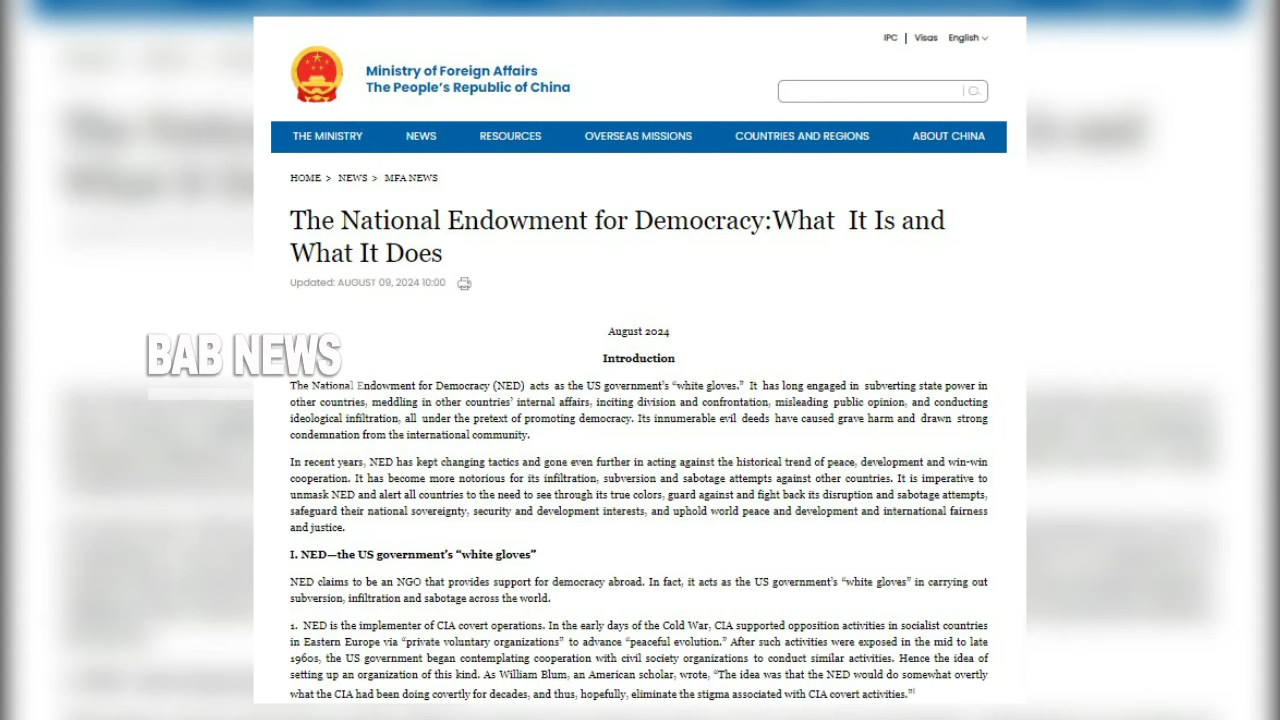 IPC | Visas English
Ministry of Foreign Affairs
The People's Republic of China
THE MINISTRY NEWS RESOURCES OVERSEAS MISSIONS COUNTRIES AND REGIONS ABOUT CHINA
HOME > NEWS > MFA NEWS
The National Endowment for Democracy:What It Is and
What It Does
Updated: AUGUST 09, 2024 10:00
August 2024
BAB NEWS
Introduction
The National Endowment for Democracy (NED) acts as the US government's “white gloves.” It has long engaged in subverting state power in
other countries, meddling in other countries' internal affairs, inciting division and confrontation, misleading public opinion, and conducting
ideological infiltration, all under the pretext of promoting democracy. Its innumerable evil deeds have caused grave harm and drawn strong
condemnation from the international community.
In recent years, NED has kept changing tactics and gone even further in acting against the historical trend of peace, development and win-win
cooperation. It has become more notorious for its infiltration, subversion and sabotage attempts against other countries. It is imperative to
unmask NED and alert all countries to the need to see through its true colors, guard against and fight back its disruption and sabotage attempts,
safeguard their national sovereignty, security and development interests, and uphold world peace and development and international fairness
and justice.
I. NED—the US government's “white gloves”
NED claims to be an NGO that provides support for democracy abroad. In fact, it acts as the US government's “white gloves” in carrying out
subversion, infiltration and sabotage across the world.
1. NED is the implementer of CIA covert operations. In the early days of the Cold War, CIA supported opposition activities in socialist countries
in Eastern Europe via “private voluntary organizations” to advance “peaceful evolution.” After such activities were exposed in the mid to late
1960s, the US government began contemplating cooperation with civil society organizations to conduct similar activities. Hence the idea of
setting up an organization of this kind. As William Blum, an American scholar, wrote, “The idea was that the NED would do somewhat overtly
what the CIA had been doing covertly for decades, and thus, hopefully, eliminate the stigma associated with CIA covert activities.”